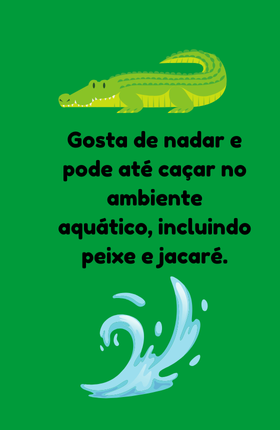 Gosta de nadar e
pode até caçar no
ambiente
aquático, incluindo
peixe e jacaré.